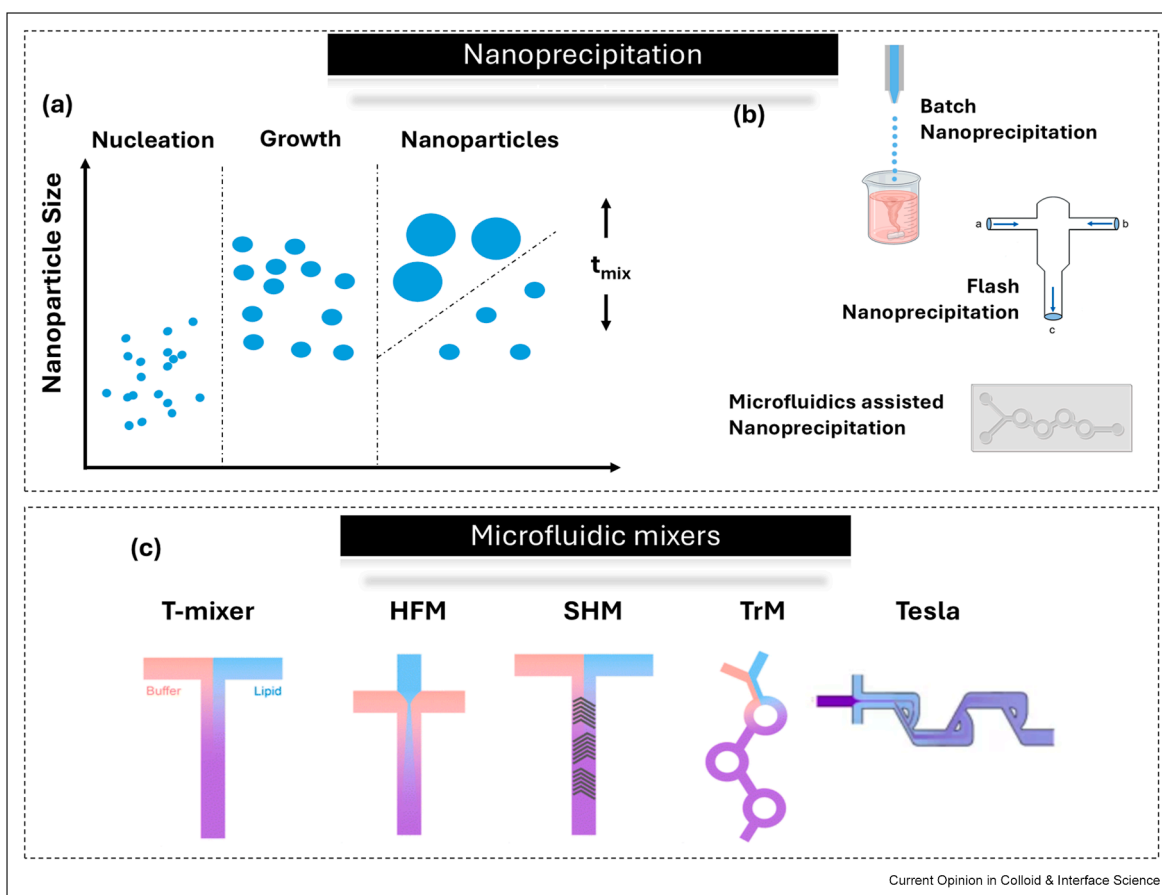 Nanoprecipitation
(a)
Nucleation
Growth
Nanoparticles
Nanoparticle Size
t_mix
(b)
Batch
Nanoprecipitation
a
b
Flash
Nanoprecipitation
c
Microfluidics assisted
Nanoprecipitation
Microfluidic mixers
(c)
T-mixer
HFM
SHM
TrM
Tesla
Buffer
Lipid
Current Opinion in Colloid & Interface Science